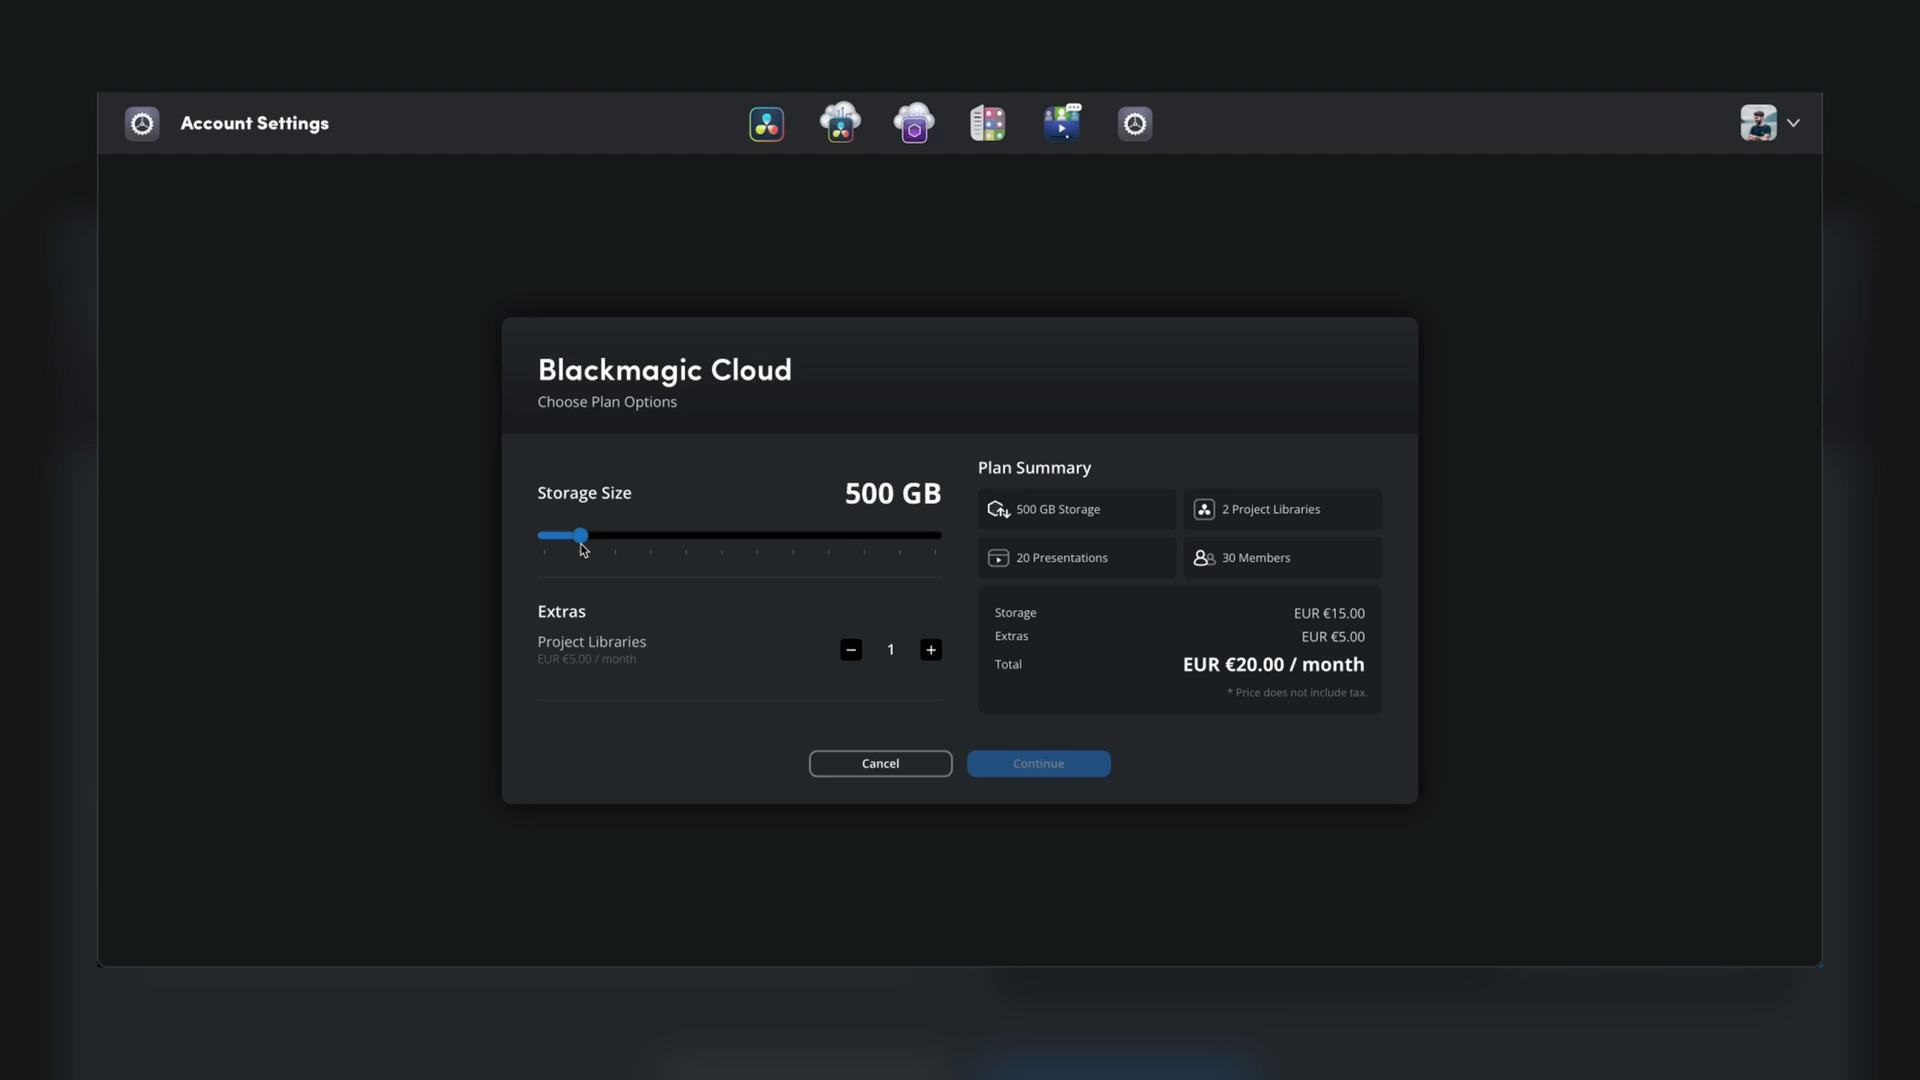 Account Settings
Blackmagic Cloud
Choose Plan Options
Storage Size
500 GB
Extras
Project Libraries
EUR €5.00 / month
1
Plan Summary
500 GB Storage
2 Project Libraries
20 Presentations
30 Members
Storage
EUR €15.00
Extras
EUR €5.00
Total
EUR €20.00 / month
* Price does not include tax.
Cancel
Continue